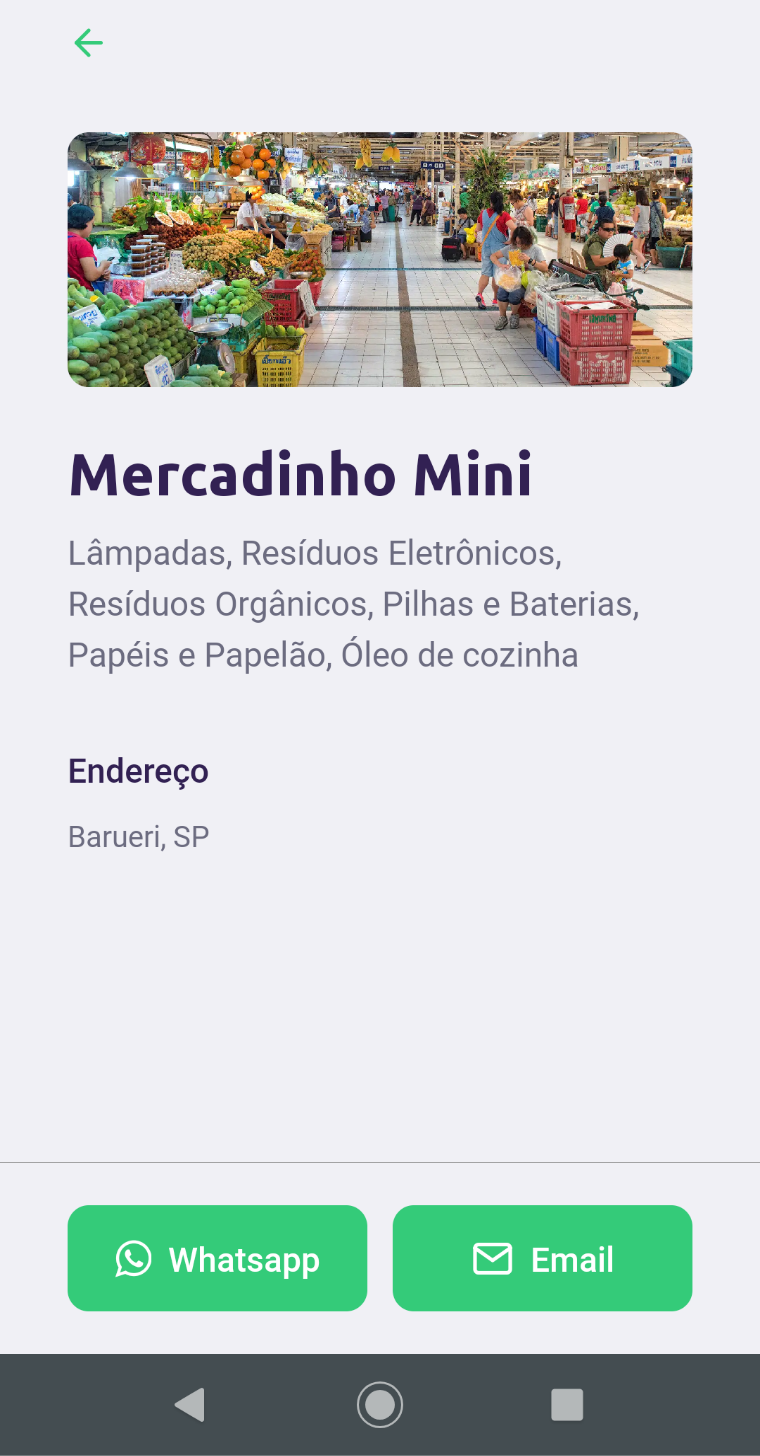 Mercadinho Mini
Lâmpadas, Resíduos Eletrônicos,
Resíduos Orgânicos, Pilhas e Baterias,
Papéis e Papelão, Óleo de cozinha
Endereço
Barueri, SP
Whatsapp
Email